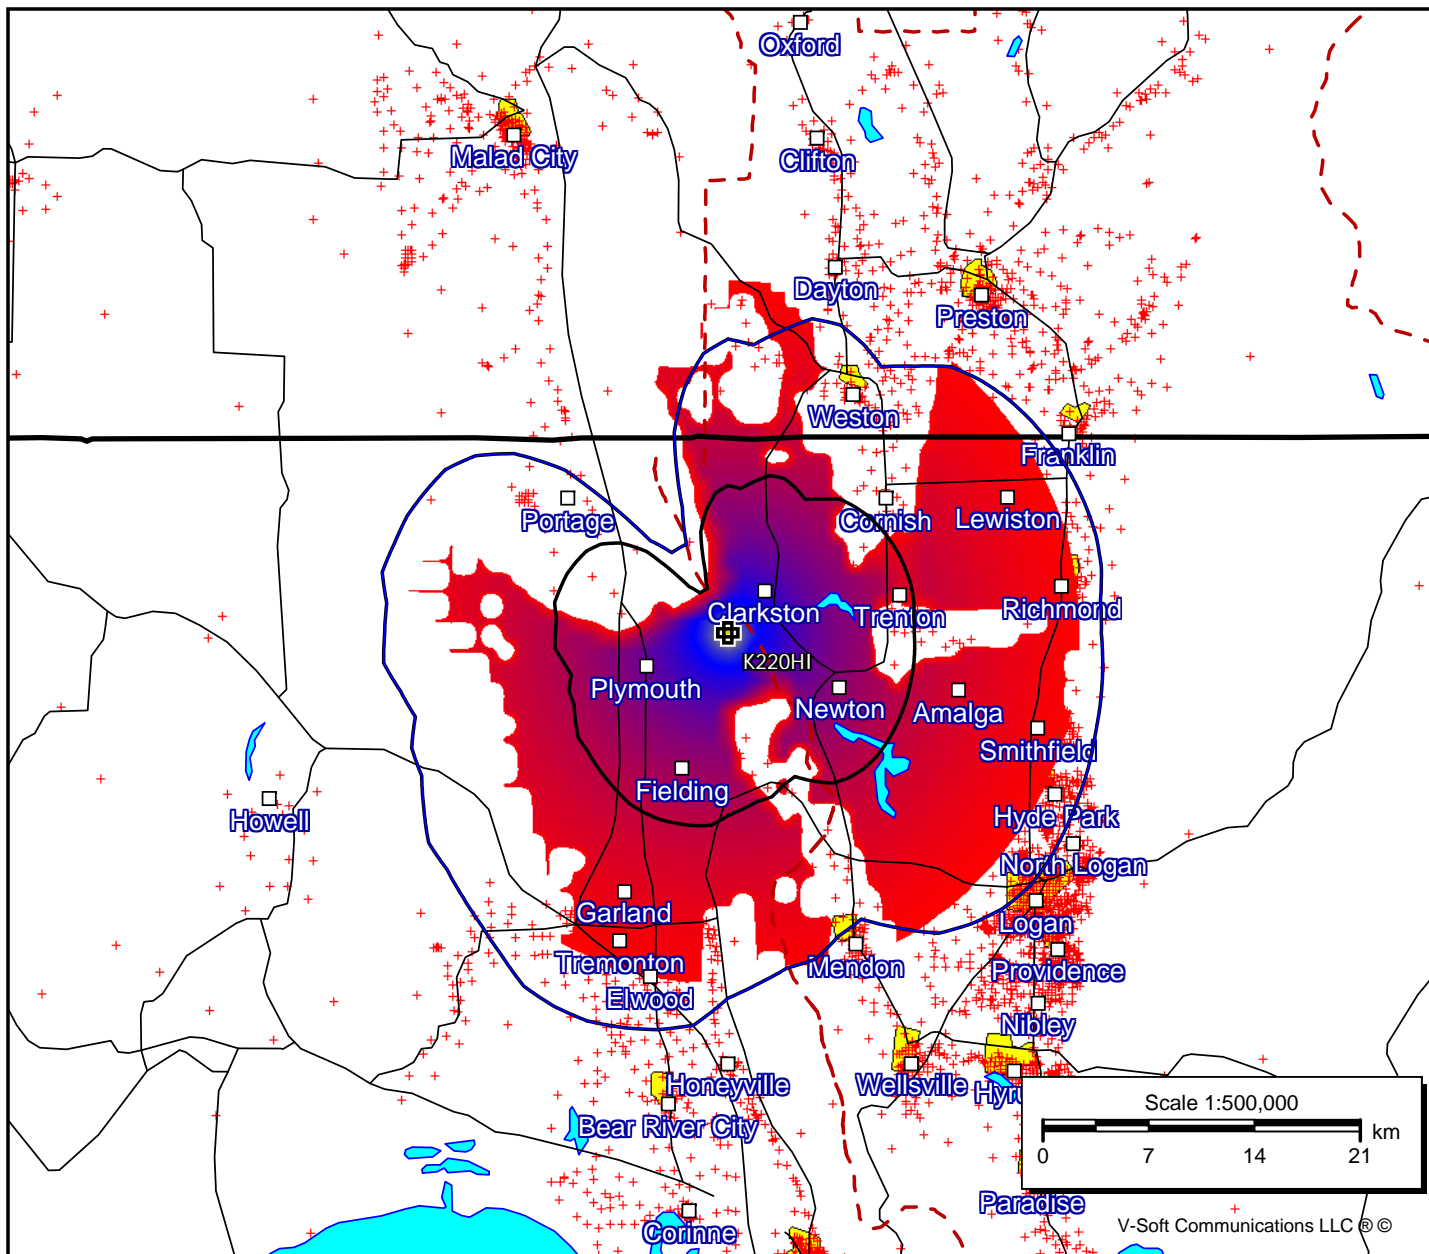 Oxford
Malad City
Clifton
Dayton
Preston
Weston
Franklin
Portage
Cornish
Lewiston
Clarkston
Trenton
Richmond
K220HI
Plymouth
Newton
Amalga
Smithfield
Fielding
Howell
Hyde Park
North Logan
Garland
Logan
Tremonton
Mendon
Providence
Elwood
Nibley
Honeyville
Wellsville
Hyr
Bear River City
Scale 1:500,000
km
0 7 14 21
Paradise
Corinne
V-Soft Communications LLC ® ©